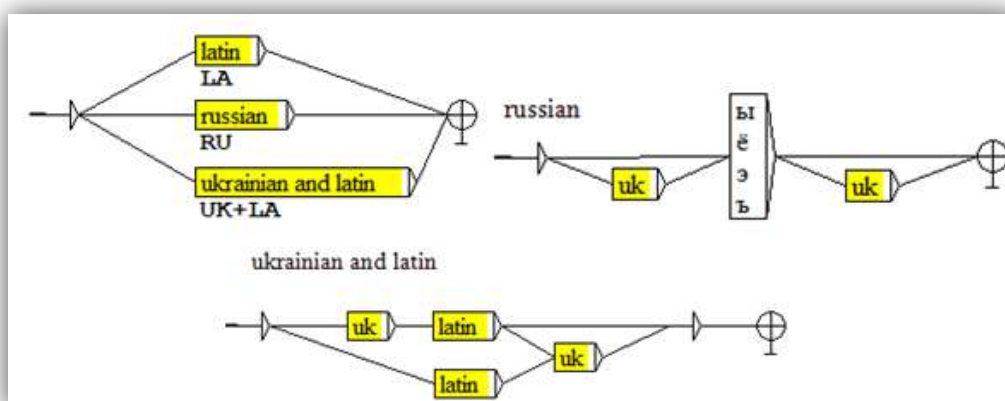 latin
LA
russian
RU
ukrainian and latin
UK+LA
russian
uk
ы
ё
э
ъ
uk
ukrainian and latin
uk
latin
uk
latin